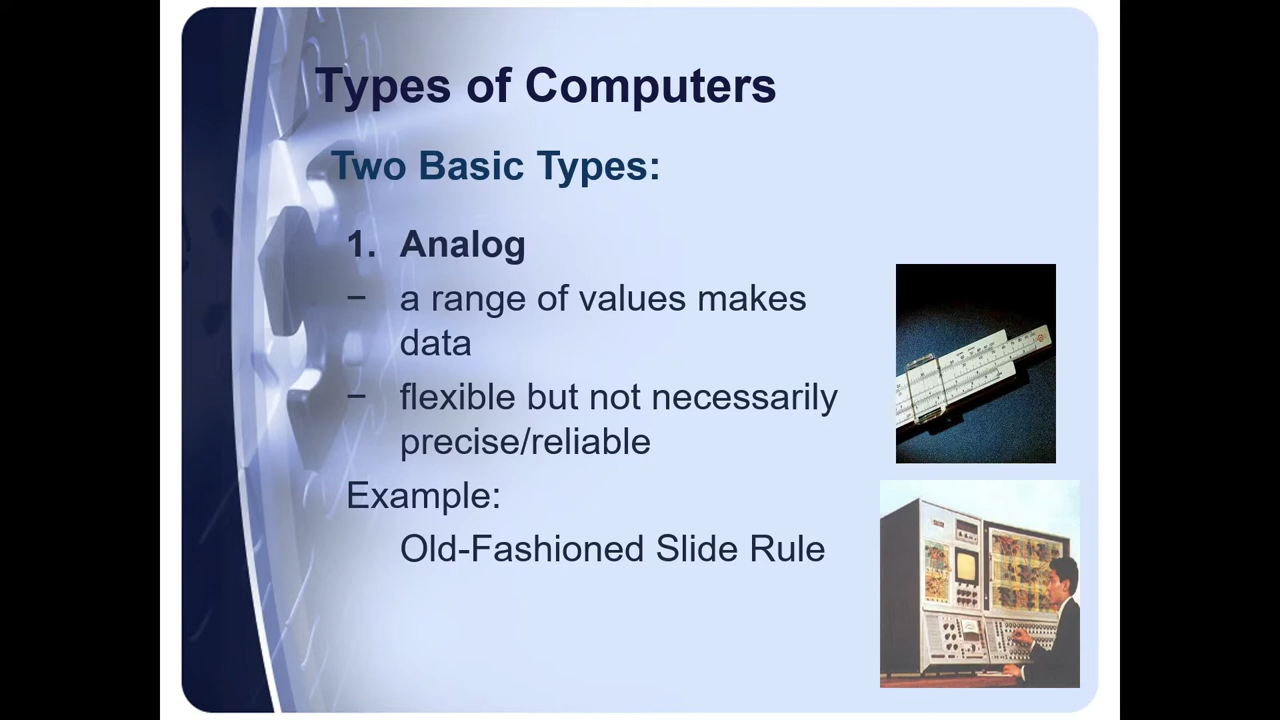 Types of Computers
Two Basic Types:
1. Analog
− a range of values makes
data
− flexible but not necessarily
precise/reliable
Example:
Old-Fashioned Slide Rule